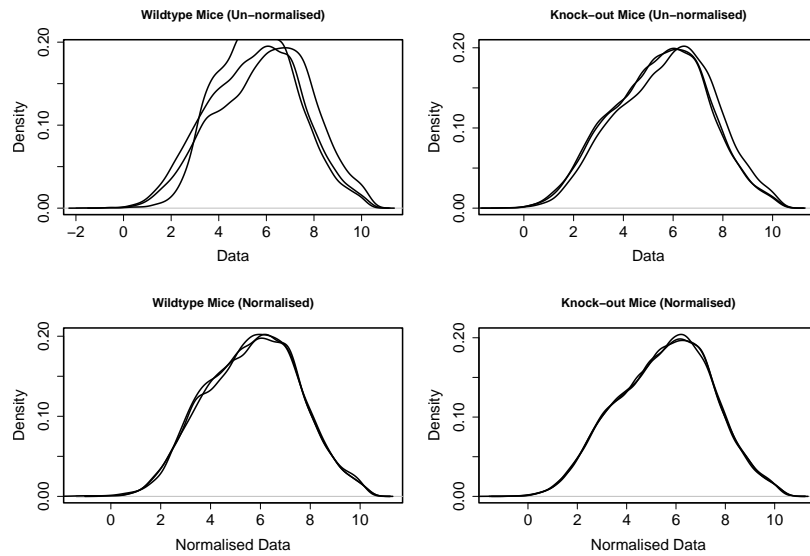 Wildtype Mice (Un−normalised)
Density
0.00
0.10
0.20
−2 0 2 4 6 8 10
Data
Knock−out Mice (Un−normalised)
Density
0.00
0.10
0.20
0 2 4 6 8 10
Data
Wildtype Mice (Normalised)
Density
0.00
0.10
0.20
0 2 4 6 8 10
Normalised Data
Knock−out Mice (Normalised)
Density
0.00
0.10
0.20
0 2 4 6 8 10
Normalised Data